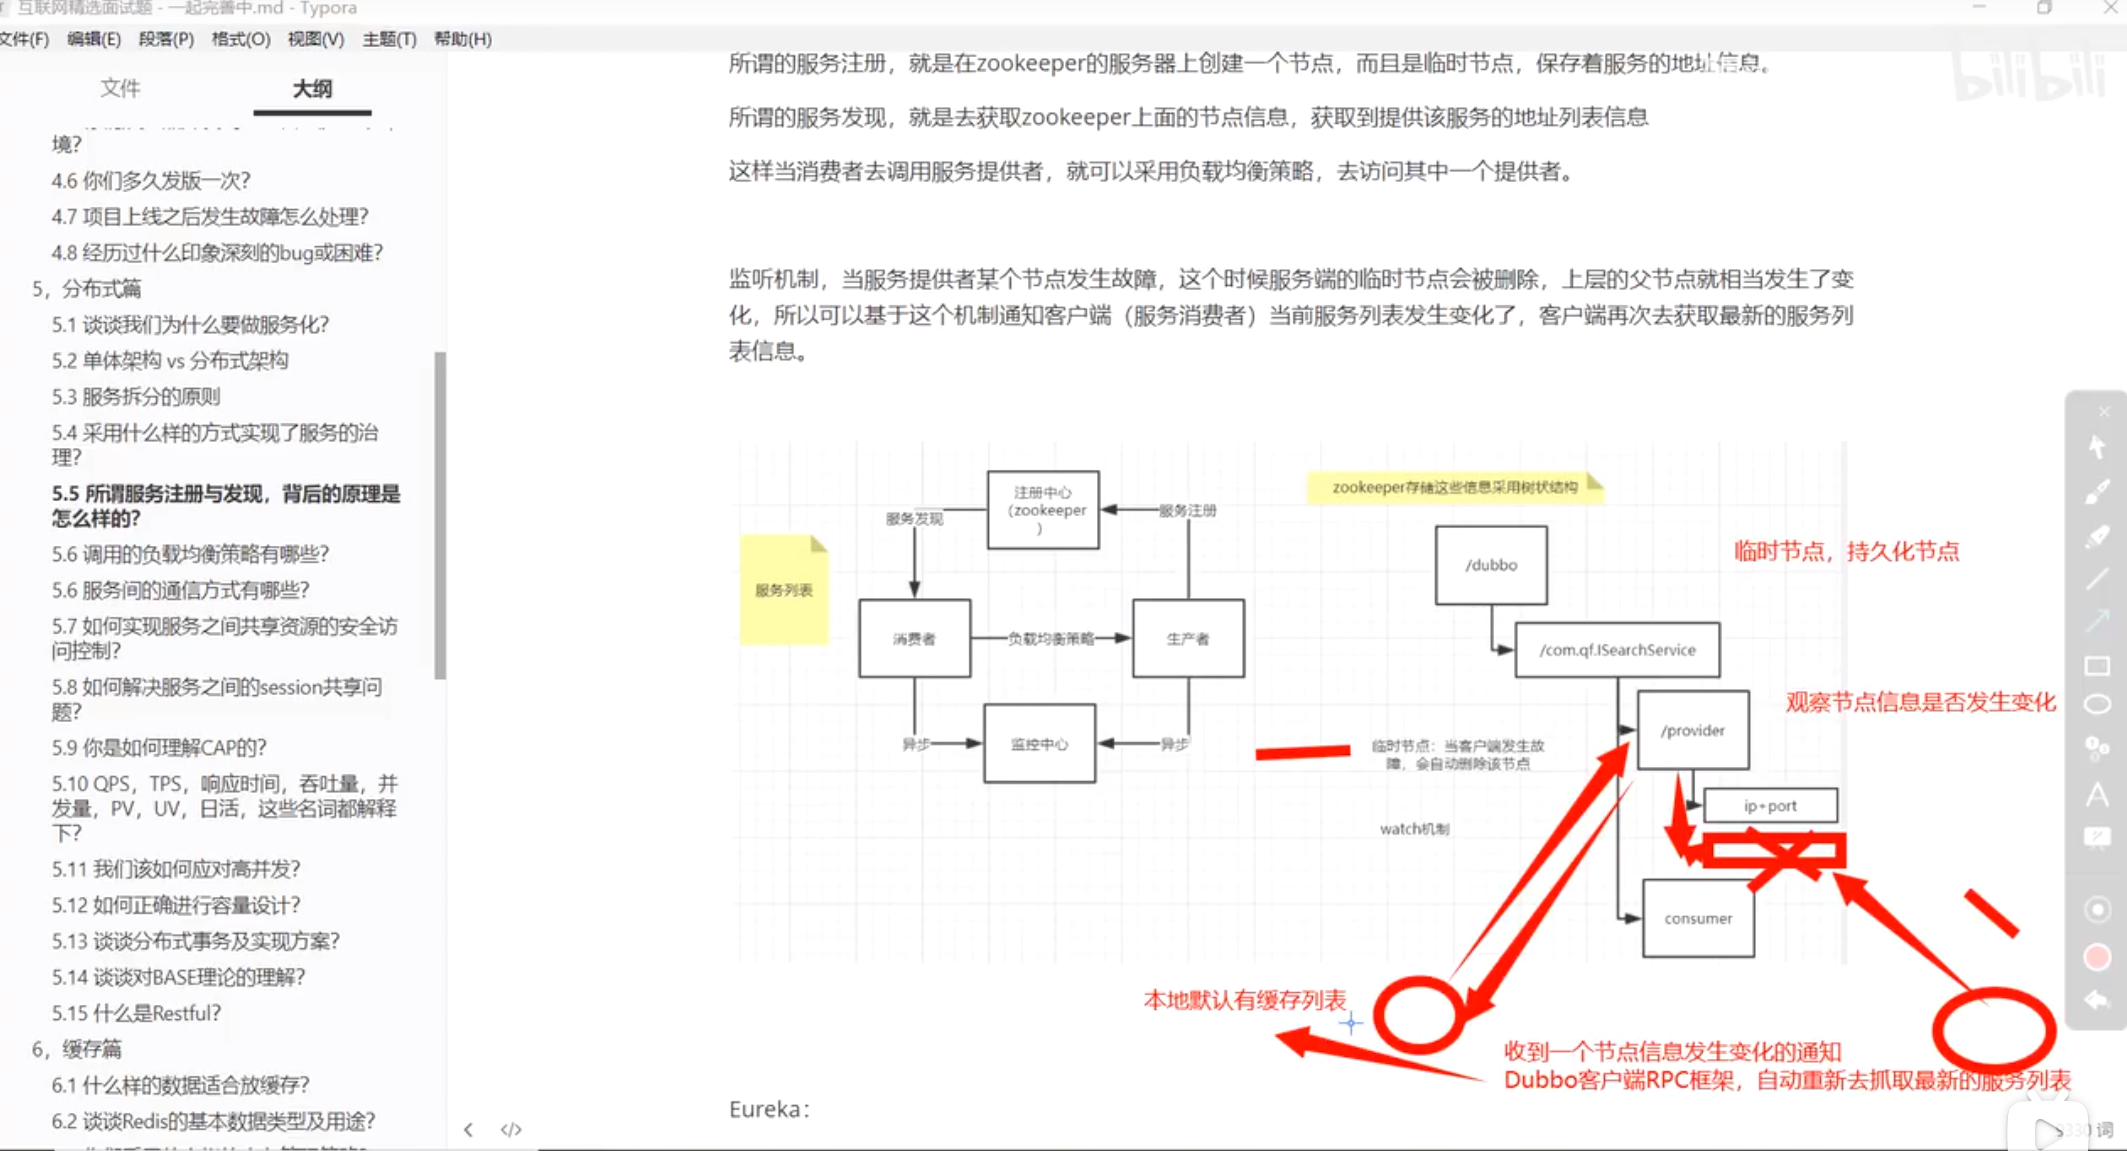 互联网精选面试题 - 一起完善中.md - Typora
文件(F) 编辑(E) 段落(P) 格式(O) 视图(V) 主题(T) 帮助(H)
文件 大纲
境？
4.6 你们多久发版一次？
4.7 项目上线之后发生故障怎么处理？
4.8 经历过什么印象深刻的bug或困难？
5，分布式篇
5.1 谈谈我们为什么要做服务化？
5.2 单体架构 vs 分布式架构
5.3 服务拆分的原则
5.4 采用什么样的方式实现了服务的治
理？
5.5 所谓服务注册与发现，背后的原理是
怎么样的？
5.6 调用的负载均衡策略有哪些？
5.6 服务间的通信方式有哪些？
5.7 如何实现服务之间共享资源的安全访
问控制？
5.8 如何解决服务之间的session共享问
题？
5.9 你是如何理解CAP的？
5.10 QPS，TPS，响应时间，吞吐量，并
发量，PV，UV，日活，这些名词都解释
下？
5.11 我们该如何应对高并发？
5.12 如何正确进行容量设计？
5.13 谈谈分布式事务及实现方案？
5.14 谈谈对BASE理论的理解？
5.15 什么是Restful？
6，缓存篇
6.1 什么样的数据适合放缓存？
6.2 谈谈Redis的基本数据类型及用途？
所谓的服务注册，就是在zookeeper的服务器上创建一个节点，而且是临时节点，保存着服务的地址信息。
所谓的服务发现，就是去获取zookeeper上面的节点信息，获取到提供该服务的地址列表信息
这样当消费者去调用服务提供者，就可以采用负载均衡策略，去访问其中一个提供者。
监听机制，当服务提供者某个节点发生故障，这个时候服务端的临时节点会被删除，上层的父节点就相当发生了变
化，所以可以基于这个机制通知客户端（服务消费者）当前服务列表发生变化了，客户端再次去获取最新的服务列
表信息。
注册中心
（zookeeper
）
服务发现
服务注册
服务列表
消费者
负载均衡策略
生产者
异步
监控中心
异步
zookeeper存储这些信息采用树状结构
/dubbo
临时节点，持久化节点
/com.qf.ISearchService
/provider
观察节点信息是否发生变化
临时节点：当客户端发生故
障，会自动删除该节点
ip+port
watch机制
consumer
本地默认有缓存列表
收到一个节点信息发生变化的通知
Dubbo客户端RPC框架，自动重新去抓取最新的服务列表
Eureka：
bilibili
词